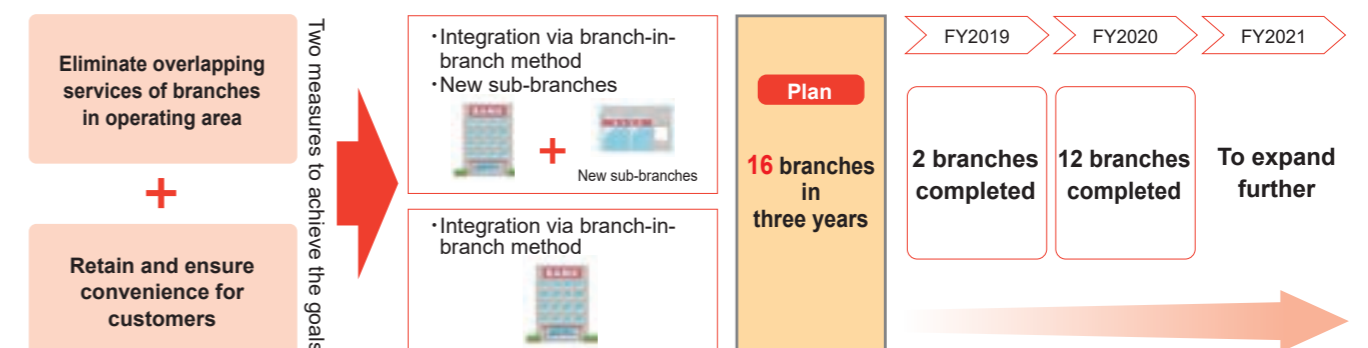 Eliminate overlapping
services of branches
in operating area
+
Retain and ensure
convenience for
customers
Two measures to achieve the goals
・Integration via branch-in-
branch method
・New sub-branches
BANK
+
New sub-branches
・Integration via branch-in-
branch method
BANK
Plan
16 branches
in
three years
FY2019
FY2020
FY2021
2 branches
completed
12 branches
completed
To expand
further